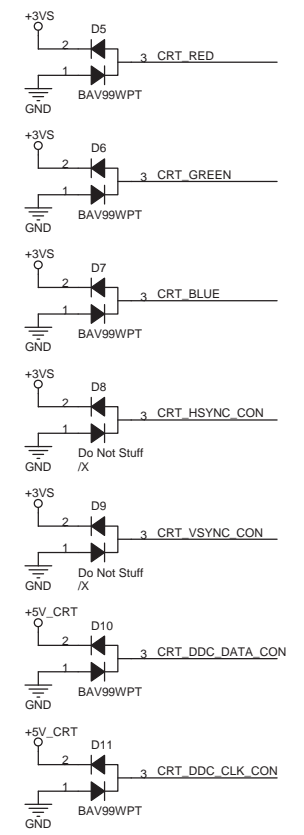 +3VS
D5
2
3 CRT_RED
1
BAV99WPT
GND
+3VS
D6
2
3 CRT_GREEN
1
BAV99WPT
GND
+3VS
D7
2
3 CRT_BLUE
1
BAV99WPT
GND
+3VS
D8
2
3 CRT_HSYNC_CON
1
Do Not Stuff
/X
GND
+3VS
D9
2
3 CRT_VSYNC_CON
1
Do Not Stuff
/X
GND
+5V_CRT
D10
2
3 CRT_DDC_DATA_CON
1
BAV99WPT
GND
+5V_CRT
D11
2
3 CRT_DDC_CLK_CON
1
BAV99WPT
GND